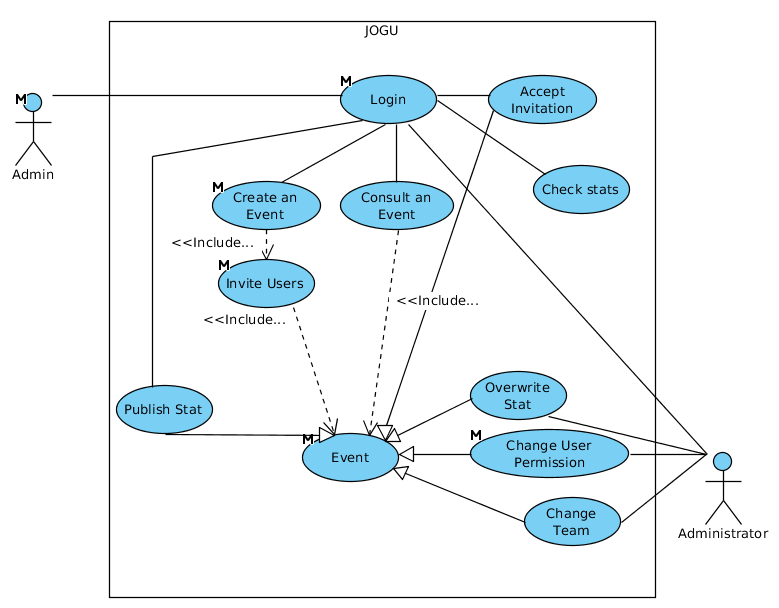 JOGU
M
Login
Accept
Invitation
M
Admin
Check stats
M
Create an
Event
Consult an
Event
<<Include...
M
Invite Users
<<Include...
<<Include...
Publish Stat
Overwrite
Stat
M
Event
M
Change User
Permission
Change
Team
Administrator